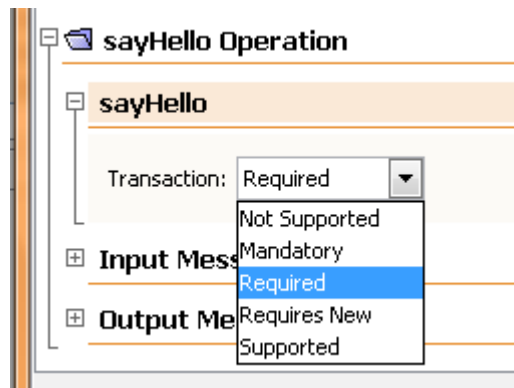 sayHello Operation
sayHello
Transaction: Required
Not Supported
Mandatory
Required
Requires New
Supported
Input Mess
Output Me